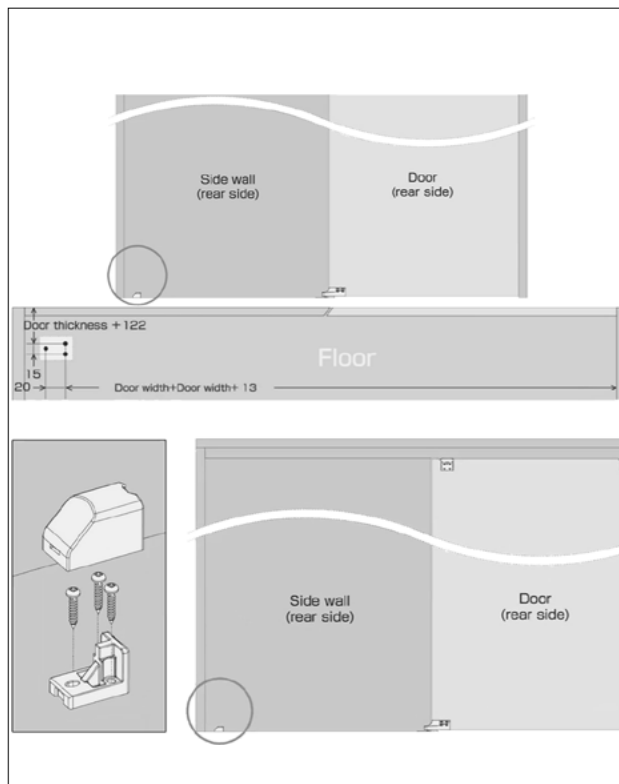 Side wall
(rear side)
Door
(rear side)
Door thickness +122
Floor
15
20
Door width+Door width+ 13
Side wall
(rear side)
Door
(rear side)